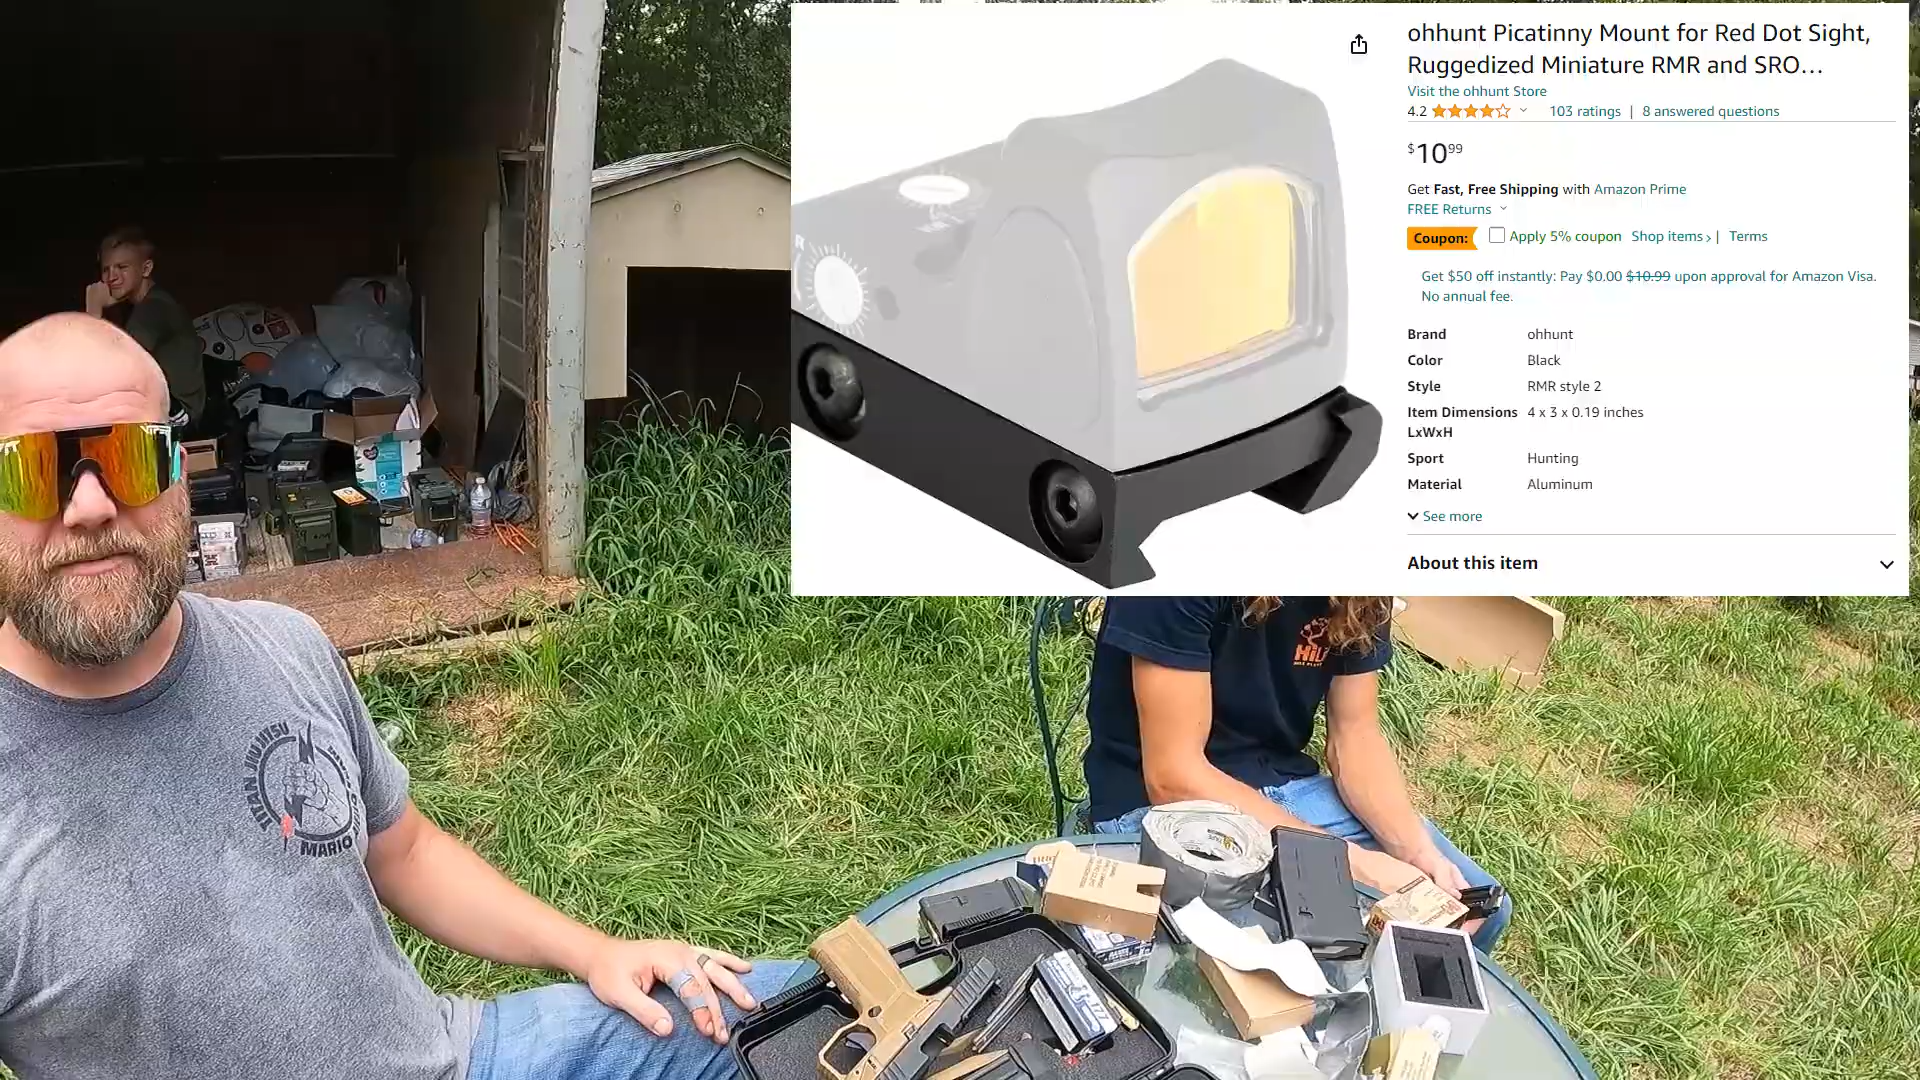 ohhunt Picatinny Mount for Red Dot Sight,
Ruggedized Miniature RMR and SRO...
Visit the ohhunt Store
4.2
103 ratings | 8 answered questions
$10 99
Get Fast, Free Shipping with Amazon Prime
FREE Returns
Coupon: Apply 5% coupon Shop items > | Terms
Get $50 off instantly: Pay $0.00 $10.99 upon approval for Amazon Visa.
No annual fee.
Brand ohhunt
Color Black
Style RMR style 2
Item Dimensions 4 x 3 x 0.19 inches
LxWxH
Sport Hunting
Material Aluminum
See more
About this item
R
TITAN JIUJITSU
MARIO
HiLL